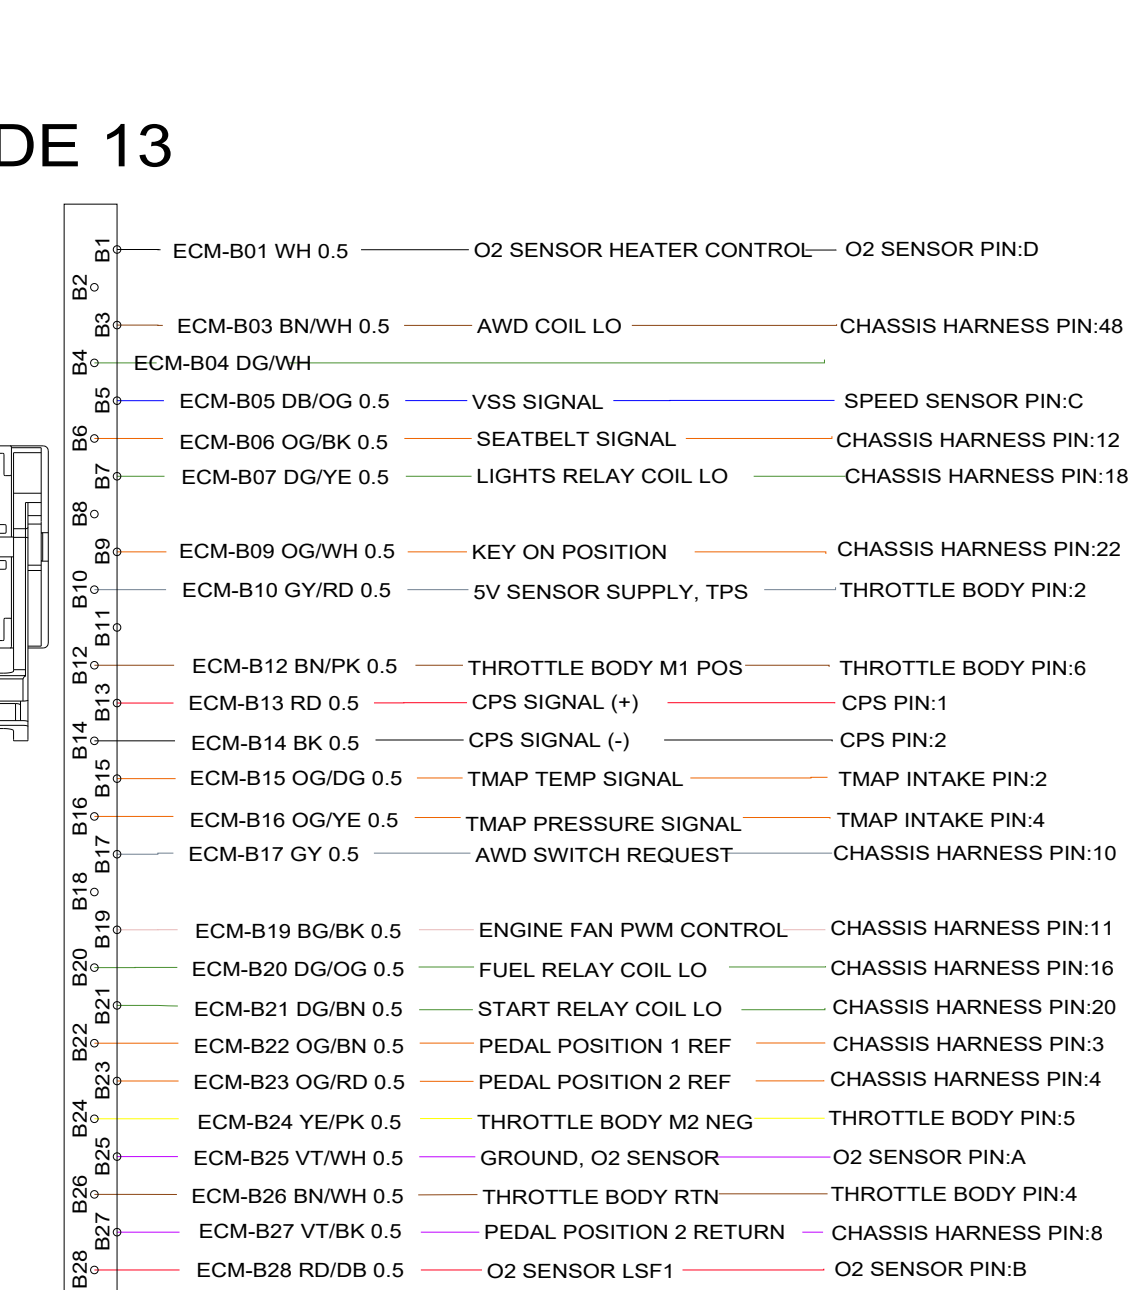 DE 13
B1 ECM-B01 WH 0.5 O2 SENSOR HEATER CONTROL O2 SENSOR PIN:D
B2
B3 ECM-B03 BN/WH 0.5 AWD COIL LO CHASSIS HARNESS PIN:48
B4 ECM-B04 DG/WH
B5 ECM-B05 DB/OG 0.5 VSS SIGNAL SPEED SENSOR PIN:C
B6 ECM-B06 OG/BK 0.5 SEATBELT SIGNAL CHASSIS HARNESS PIN:12
B7 ECM-B07 DG/YE 0.5 LIGHTS RELAY COIL LO CHASSIS HARNESS PIN:18
B8
B9 ECM-B09 OG/WH 0.5 KEY ON POSITION CHASSIS HARNESS PIN:22
B10 ECM-B10 GY/RD 0.5 5V SENSOR SUPPLY, TPS THROTTLE BODY PIN:2
B11
B12 ECM-B12 BN/PK 0.5 THROTTLE BODY M1 POS THROTTLE BODY PIN:6
B13 ECM-B13 RD 0.5 CPS SIGNAL (+) CPS PIN:1
B14 ECM-B14 BK 0.5 CPS SIGNAL (-) CPS PIN:2
B15 ECM-B15 OG/DG 0.5 TMAP TEMP SIGNAL TMAP INTAKE PIN:2
B16 ECM-B16 OG/YE 0.5 TMAP PRESSURE SIGNAL TMAP INTAKE PIN:4
B17 ECM-B17 GY 0.5 AWD SWITCH REQUEST CHASSIS HARNESS PIN:10
B18
B19 ECM-B19 BG/BK 0.5 ENGINE FAN PWM CONTROL CHASSIS HARNESS PIN:11
B20 ECM-B20 DG/OG 0.5 FUEL RELAY COIL LO CHASSIS HARNESS PIN:16
B21 ECM-B21 DG/BN 0.5 START RELAY COIL LO CHASSIS HARNESS PIN:20
B22 ECM-B22 OG/BN 0.5 PEDAL POSITION 1 REF CHASSIS HARNESS PIN:3
B23 ECM-B23 OG/RD 0.5 PEDAL POSITION 2 REF CHASSIS HARNESS PIN:4
B24 ECM-B24 YE/PK 0.5 THROTTLE BODY M2 NEG THROTTLE BODY PIN:5
B25 ECM-B25 VT/WH 0.5 GROUND, O2 SENSOR O2 SENSOR PIN:A
B26 ECM-B26 BN/WH 0.5 THROTTLE BODY RTN THROTTLE BODY PIN:4
B27 ECM-B27 VT/BK 0.5 PEDAL POSITION 2 RETURN CHASSIS HARNESS PIN:8
B28 ECM-B28 RD/DB 0.5 O2 SENSOR LSF1 O2 SENSOR PIN:B